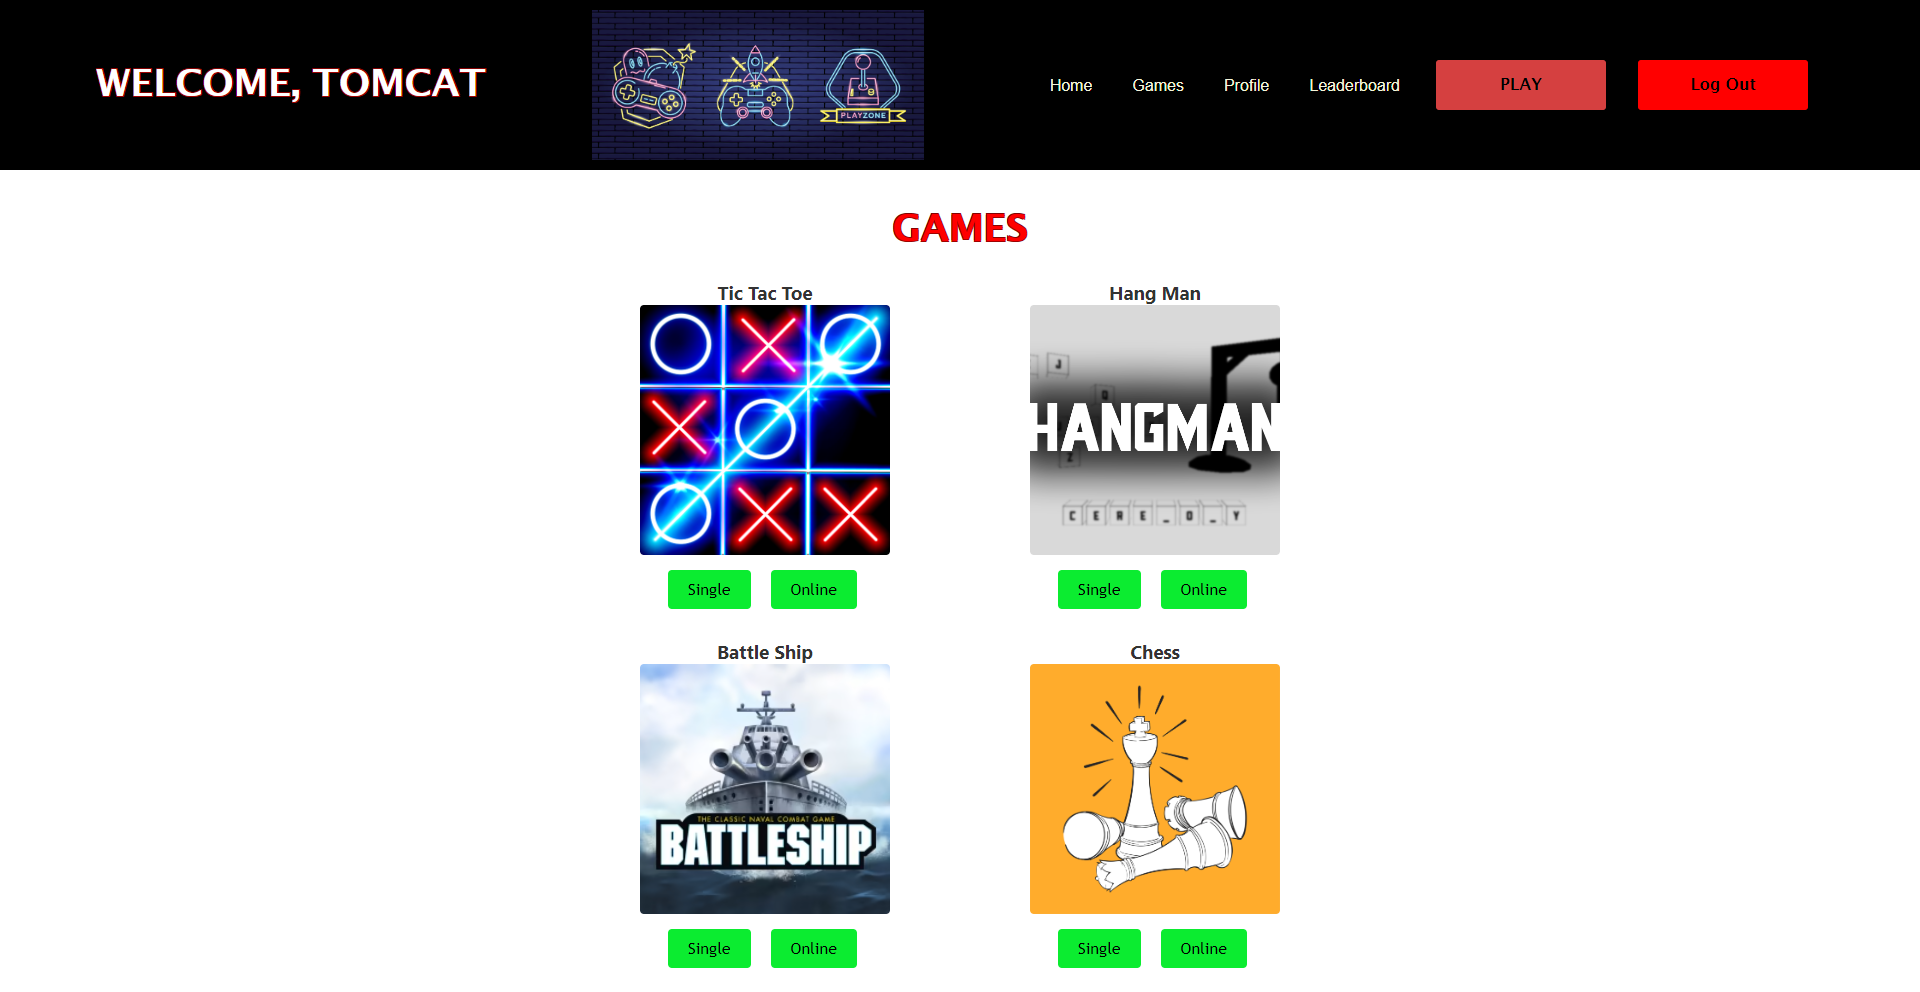 WELCOME, TOMCAT
PLAYZONE
Home Games Profile Leaderboard PLAY Log Out
GAMES
Tic Tac Toe
Hang Man
J
Q
Z
HANGMAN
C E R E _ O _ Y
Single Online
Single Online
Battle Ship
Chess
THE CLASSIC NAVAL COMBAT GAME
BATTLESHIP
Single Online
Single Online